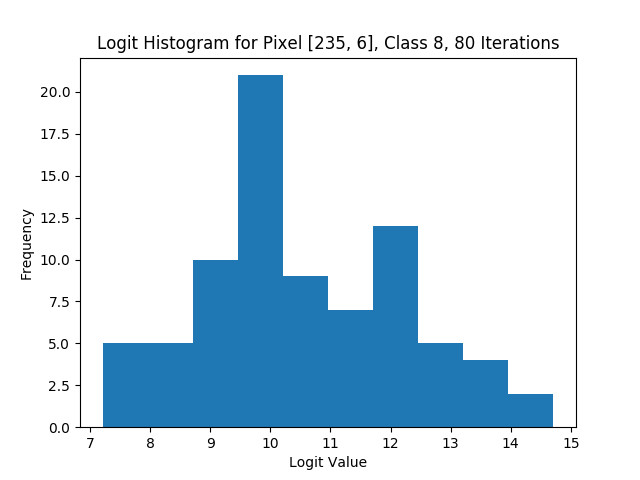 Logit Histogram for Pixel [235, 6], Class 8, 80 Iterations
20.0
17.5
15.0
12.5
10.0
7.5
5.0
2.5
0.0
Frequency
7 8 9 10 11 12 13 14 15
Logit Value